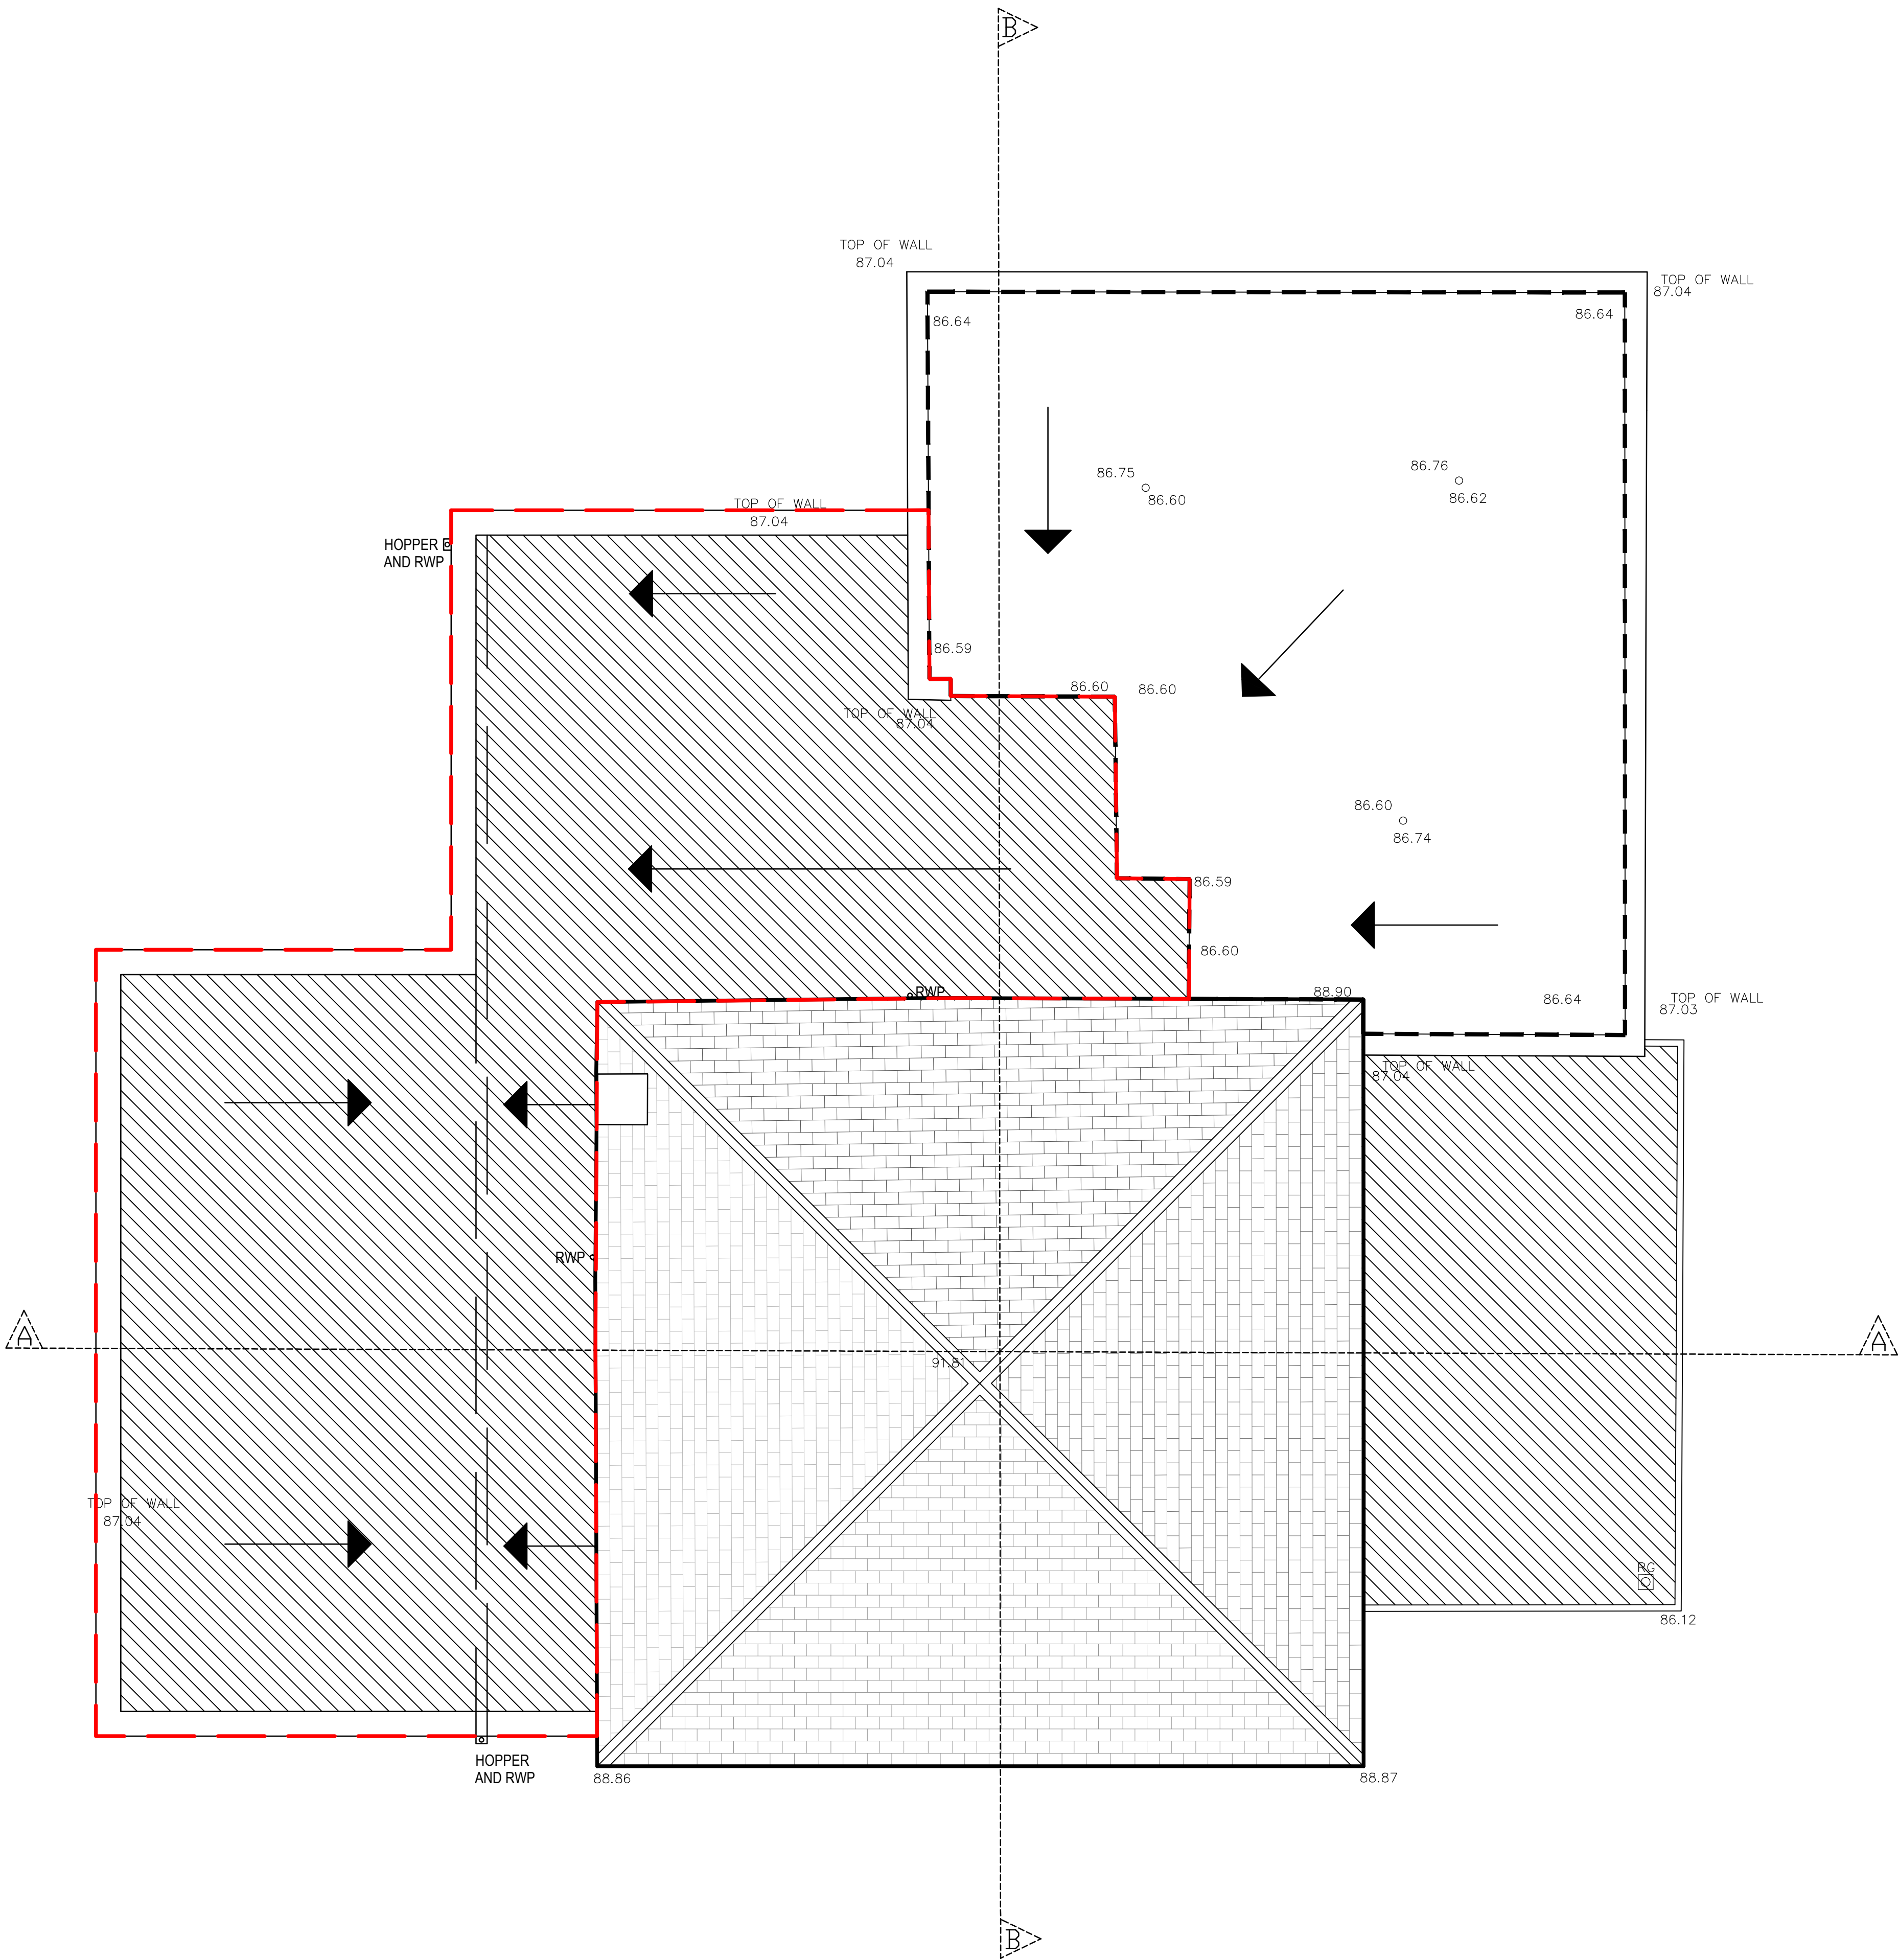 B
TOP OF WALL
87.04
TOP OF WALL
87.04
86.64
86.64
86.75
86.60
86.76
86.62
TOP OF WALL
87.04
HOPPER
AND RWP
86.59
86.60
86.60
TOP OF WALL
87.04
86.60
86.74
86.59
86.60
RWP
88.90
86.64
TOP OF WALL
87.03
TOP OF WALL
87.04
RWP
A
A
91.81
TOP OF WALL
87.04
RG
86.12
HOPPER
AND RWP
88.86
88.87
B